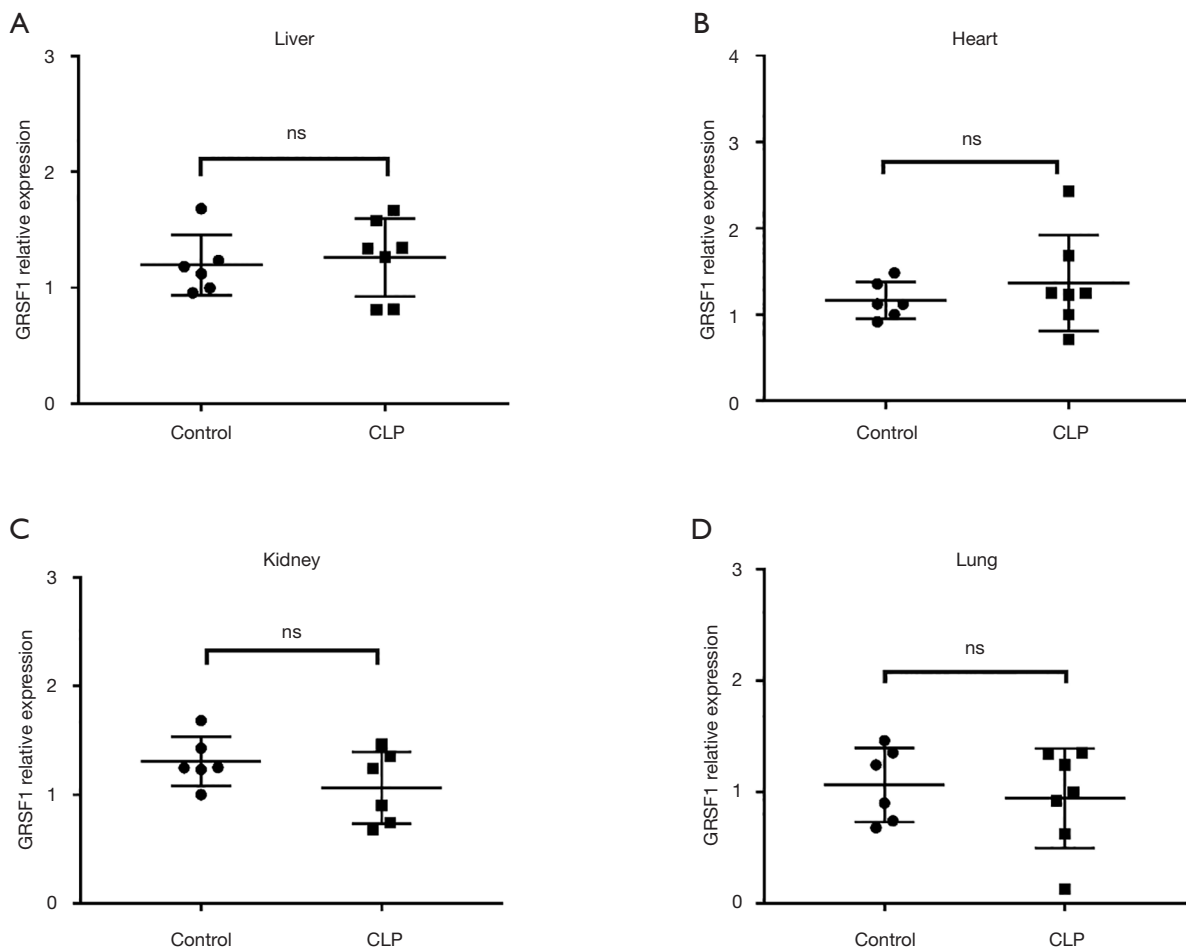 A
Liver
GRSF1 relative expression
3
2
1
0
ns
Control
CLP
B
Heart
GRSF1 relative expression
4
3
2
1
0
ns
Control
CLP
C
Kidney
GRSF1 relative expression
3
2
1
0
ns
Control
CLP
D
Lung
GRSF1 relative expression
3
2
1
0
ns
Control
CLP